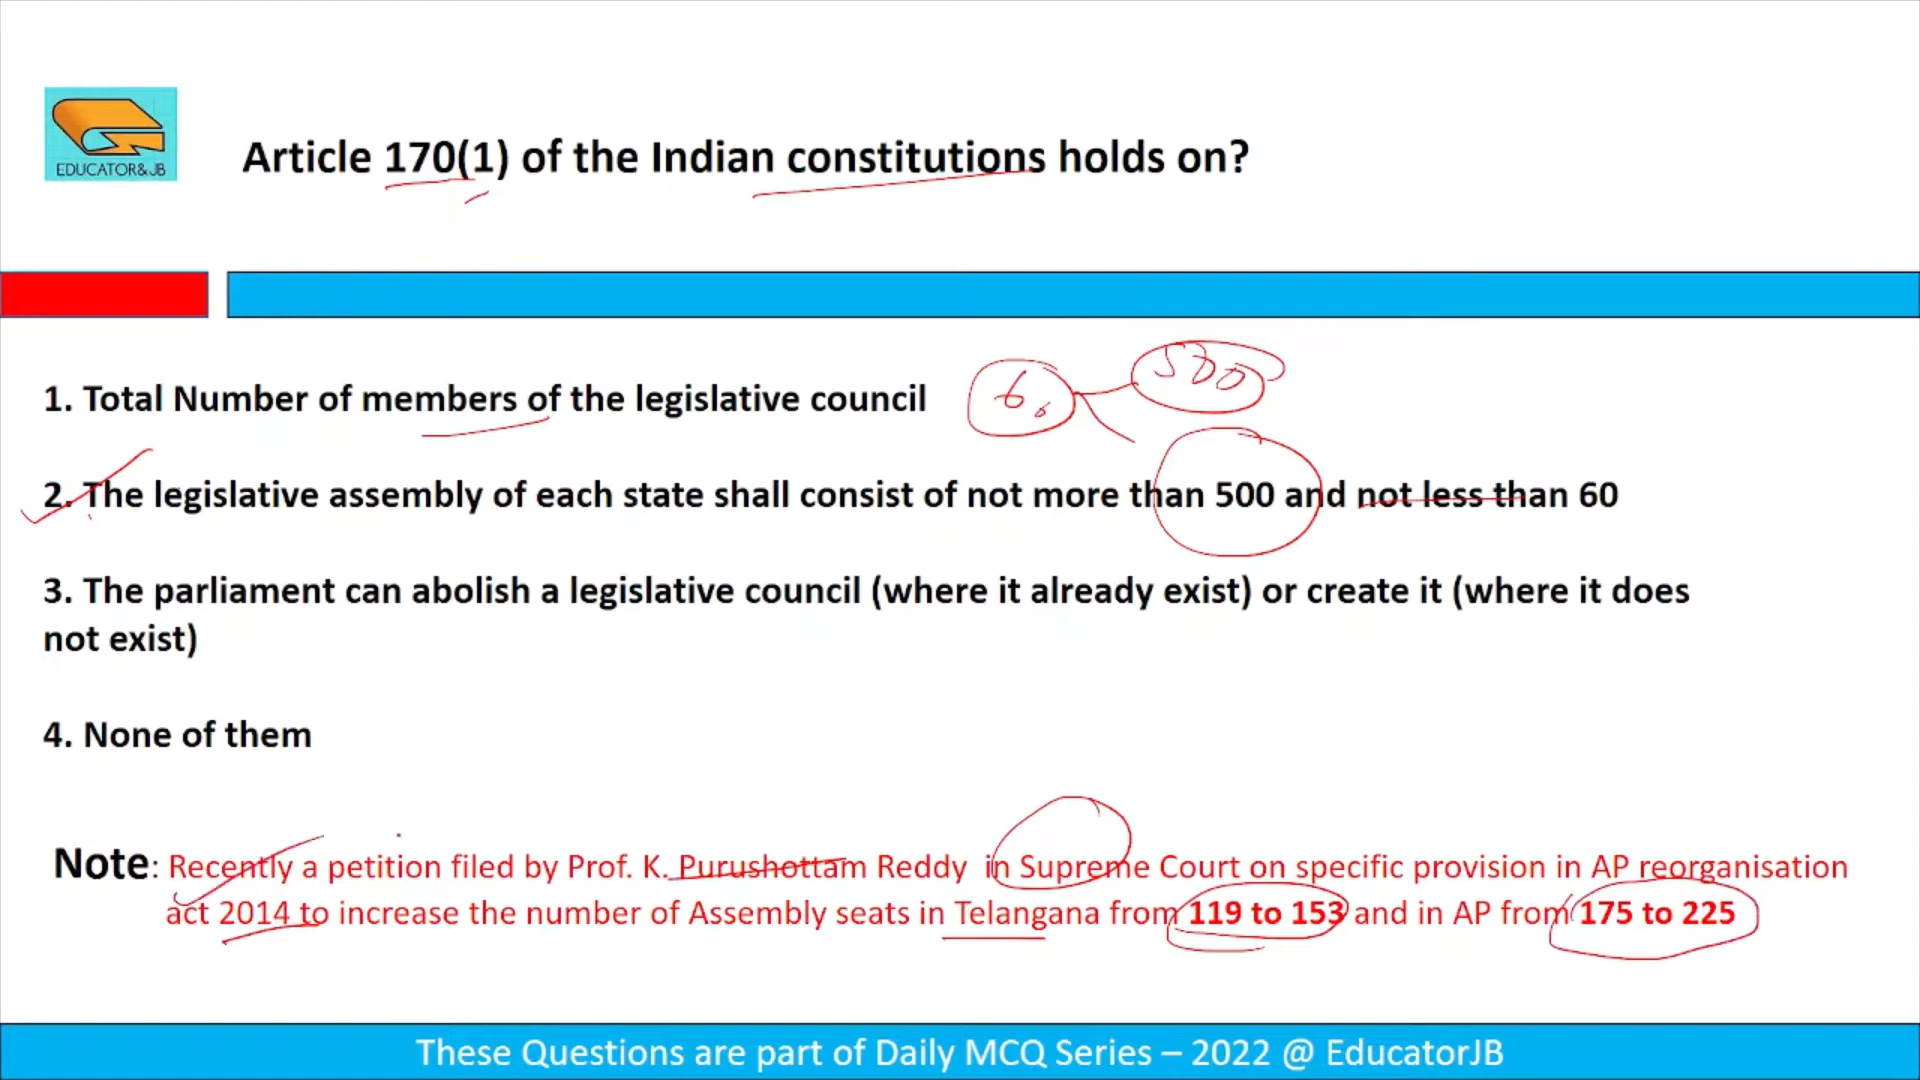 EDUCATOR&JB
Article 170(1) of the Indian constitutions holds on?
1. Total Number of members of the legislative council
60
500
2. The legislative assembly of each state shall consist of not more than 500 and not less than 60
3. The parliament can abolish a legislative council (where it already exist) or create it (where it does
not exist)
4. None of them
Note: Recently a petition filed by Prof. K. Purushottam Reddy in Supreme Court on specific provision in AP reorganisation
act 2014 to increase the number of Assembly seats in Telangana from 119 to 153 and in AP from 175 to 225
These Questions are part of Daily MCQ Series – 2022 @ EducatorJB